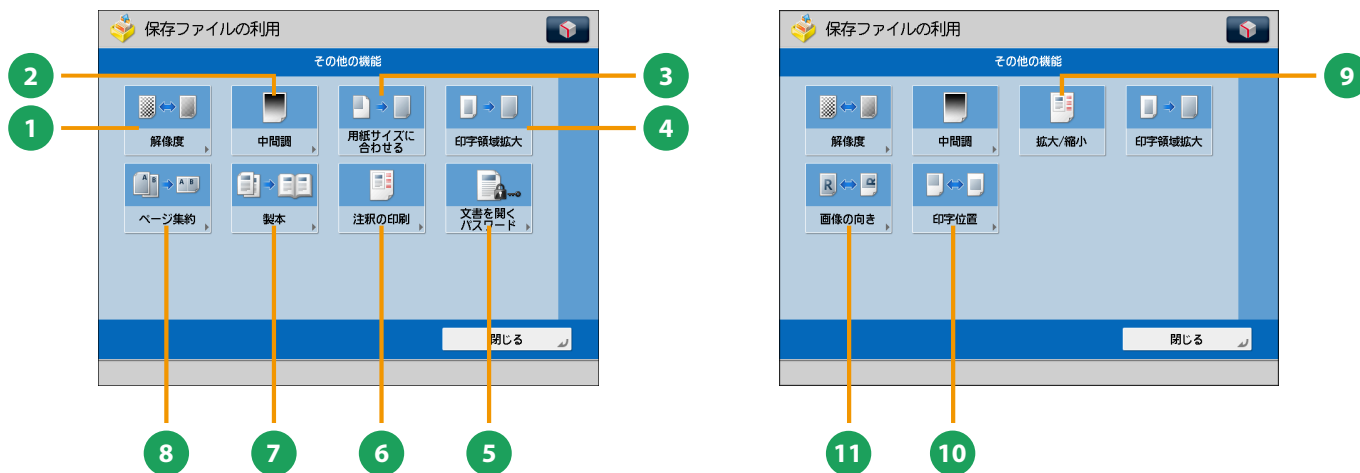 保存ファイルの利用
その他の機能
2
3
1
4
解像度
中間調
用紙サイズに
合わせる
印字領域拡大
ページ集約
製本
注釈の印刷
文書を開く
パスワード
閉じる
8
7
6
5
保存ファイルの利用
その他の機能
9
解像度
中間調
拡大/縮小
印字領域拡大
画像の向き
印字位置
閉じる
11
10